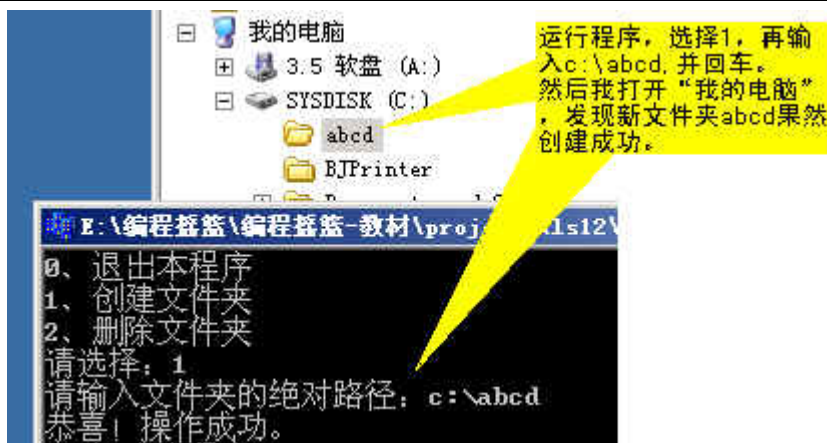 我的电脑
3.5 软盘 (A:)
SYSDISK (C:)
abcd
BJPrinter
运行程序，选择1，再输
入c:\abcd,并回车。
然后我打开“我的电脑”
，发现新文件夹abcd果然
创建成功。
E:\编程摇篮\编程摇篮-教材\proj
ls12\
0、退出本程序
1、创建文件夹
2、删除文件夹
请选择：1
请输入文件夹的绝对路径：c:\abcd
恭喜！操作成功。